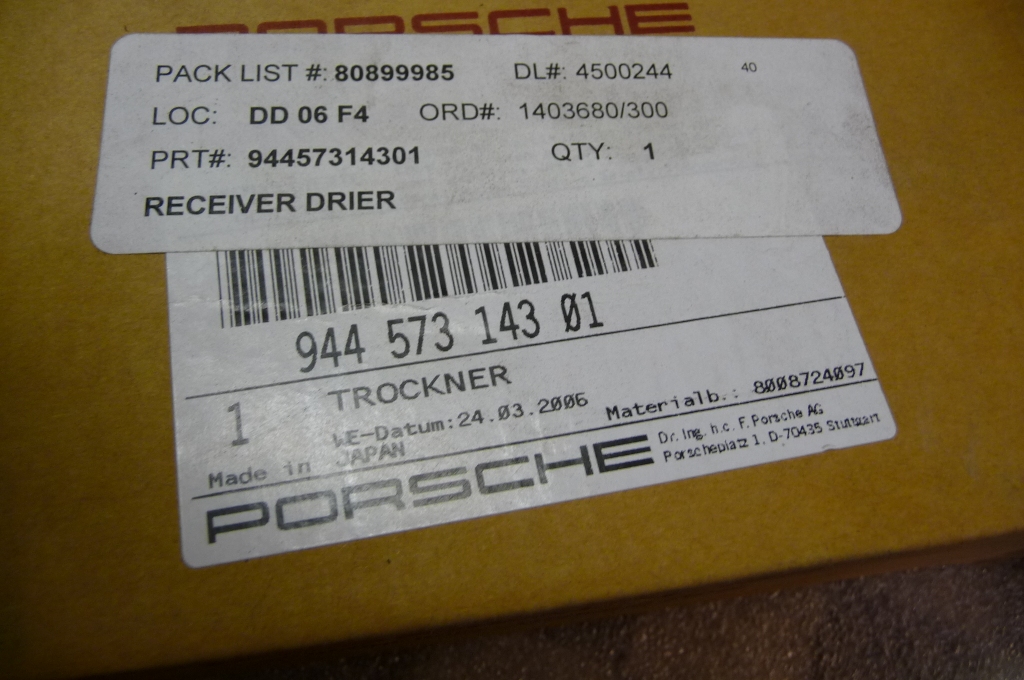 PORSCHE
PACK LIST #: 80899985 DL#: 4500244 40
LOC: DD 06 F4 ORD#: 1403680/300
PRT#: 94457314301 QTY: 1
RECEIVER DRIER
944 573 143 01
1 TROCKNER
WE-Datum:24.03.2006 Materialb.: 8008724097
Made in JAPAN
PORSCHE Dr. Ing. h.c. F. Porsche AG
Porscheplatz 1, D-70435 Stuttgart